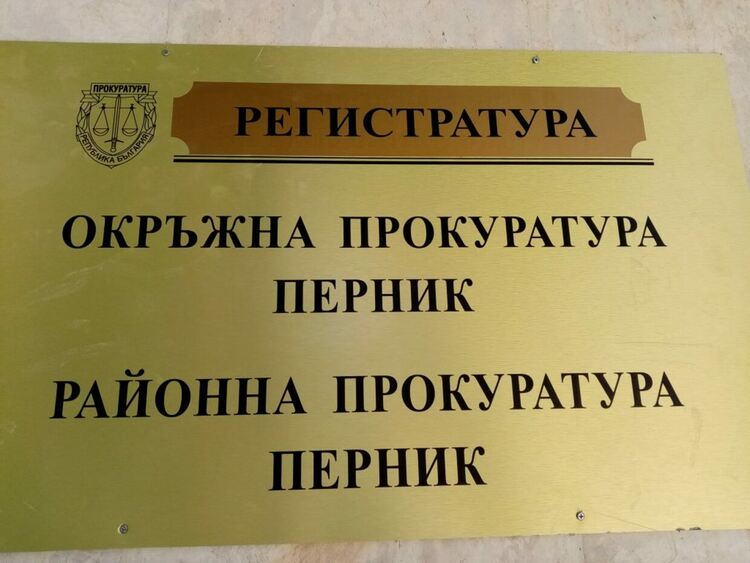 ПРОКУРАТУРА
РЕПУБЛИКА БЪЛГАРИЯ
РЕГИСТРАТУРА
ОКРЪЖНА ПРОКУРАТУРА
ПЕРНИК
РАЙОННА ПРОКУРАТУРА
ПЕРНИК